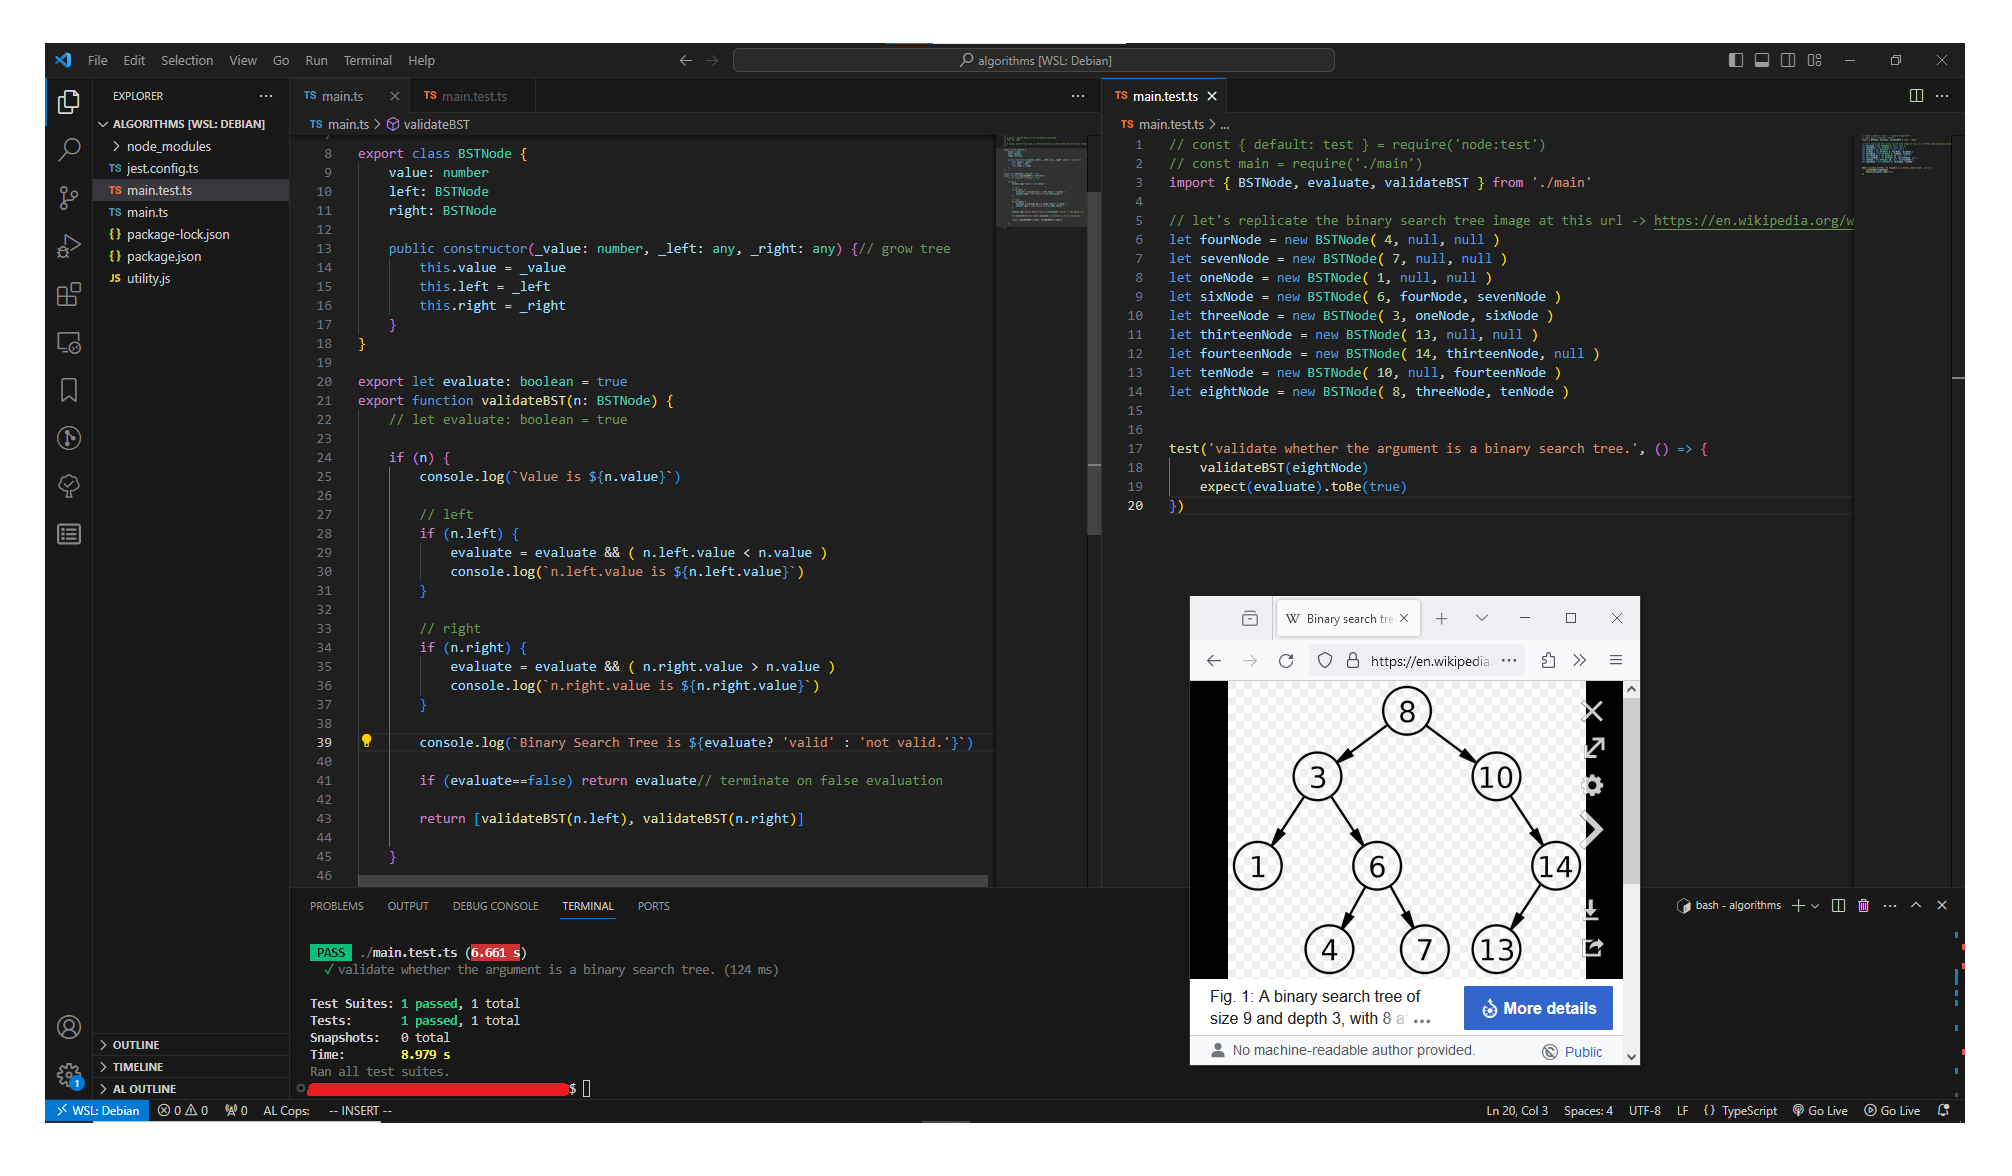 File Edit Selection View Go Run Terminal Help
algorithms [WSL: Debian]
EXPLORER
ALGORITHMS [WSL: DEBIAN]
node_modules
TS jest.config.ts
TS main.test.ts
TS main.ts
{} package-lock.json
{} package.json
JS utility.js
OUTLINE
TIMELINE
AL OUTLINE
TS main.ts
TS main.test.ts
TS main.ts > validateBST
8 export class BSTNode {
9 value: number
10 left: BSTNode
11 right: BSTNode
12
13 public constructor(_value: number, _left: any, _right: any) {// grow tree
14 this.value = _value
15 this.left = _left
16 this.right = _right
17 }
18 }
19
20 export let evaluate: boolean = true
21 export function validateBST(n: BSTNode) {
22 // let evaluate: boolean = true
23
24 if (n) {
25 console.log(`Value is ${n.value}`)
26
27 // left
28 if (n.left) {
29 evaluate = evaluate && ( n.left.value < n.value )
30 console.log(`n.left.value is ${n.left.value}`)
31 }
32
33 // right
34 if (n.right) {
35 evaluate = evaluate && ( n.right.value > n.value )
36 console.log(`n.right.value is ${n.right.value}`)
37 }
38
39 console.log(`Binary Search Tree is ${evaluate? 'valid' : 'not valid.'}`)
40
41 if (evaluate==false) return evaluate// terminate on false evaluation
42
43 return [validateBST(n.left), validateBST(n.right)]
44
45 }
46
TS main.test.ts
TS main.test.ts > ...
1 // const { default: test } = require('node:test')
2 // const main = require('./main')
3 import { BSTNode, evaluate, validateBST } from './main'
4
5 // let's replicate the binary search tree image at this url -> https://en.wikipedia.org/w
6 let fourNode = new BSTNode( 4, null, null )
7 let sevenNode = new BSTNode( 7, null, null )
8 let oneNode = new BSTNode( 1, null, null )
9 let sixNode = new BSTNode( 6, fourNode, sevenNode )
10 let threeNode = new BSTNode( 3, oneNode, sixNode )
11 let thirteenNode = new BSTNode( 13, null, null )
12 let fourteenNode = new BSTNode( 14, thirteenNode, null )
13 let tenNode = new BSTNode( 10, null, fourteenNode )
14 let eightNode = new BSTNode( 8, threeNode, tenNode )
15
16
17 test('validate whether the argument is a binary search tree.', () => {
18 validateBST(eightNode)
19 expect(evaluate).toBe(true)
20 })
W Binary search tre
https://en.wikipedia. ...
8
3 10
1 6 14
4 7 13
Fig. 1: A binary search tree of
size 9 and depth 3, with 8 a ...
More details
No machine-readable author provided.
Public
PROBLEMS OUTPUT DEBUG CONSOLE TERMINAL PORTS
bash - algorithms
PASS ./main.test.ts (6.661 s)
✓ validate whether the argument is a binary search tree. (124 ms)
Test Suites: 1 passed, 1 total
Tests: 1 passed, 1 total
Snapshots: 0 total
Time: 8.979 s
Ran all test suites.
$
1
WSL: Debian 0 0 0 AL Cops: -- INSERT --
Ln 20, Col 3 Spaces: 4 UTF-8 LF {} TypeScript Go Live Go Live